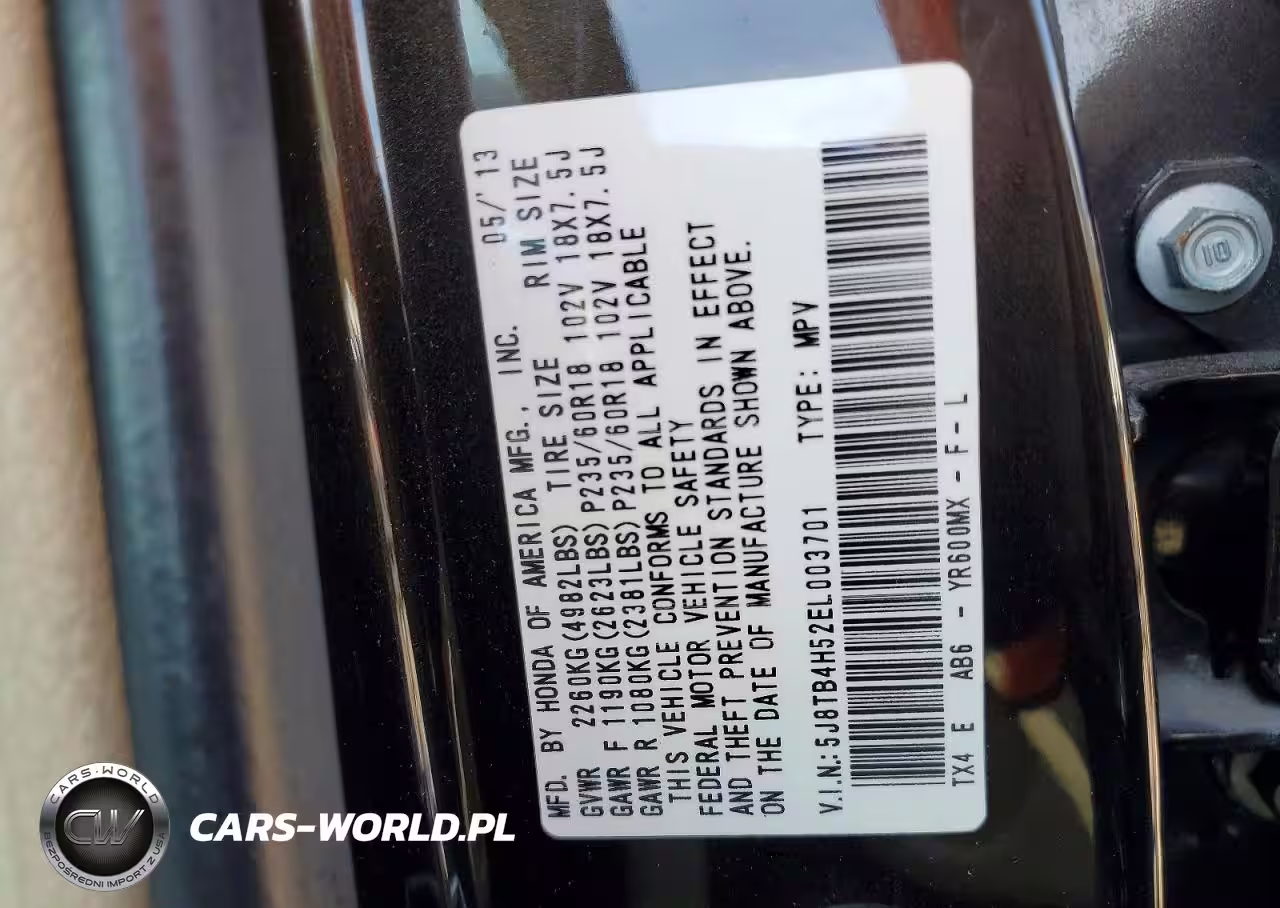 MFD. BY HONDA OF AMERICA MFG., INC. 05/'13
GVWR 2260KG(4982LBS) TIRE SIZE RIM SIZE
GAWR F 1190KG(2623LBS) P235/60R18 102V 18X7.5J
GAWR R 1080KG(2381LBS) P235/60R18 102V 18X7.5J
THIS VEHICLE CONFORMS TO ALL APPLICABLE
FEDERAL MOTOR VEHICLE SAFETY
AND THEFT PREVENTION STANDARDS IN EFFECT
ON THE DATE OF MANUFACTURE SHOWN ABOVE.
V.I.N.:5J8TB4H52EL003701 TYPE: MPV
TX4 E AB6 - YR600MX - F - L
10
CARS-WORLD
CW
BEZPOŚREDNI IMPORT Z USA
CARS-WORLD.PL